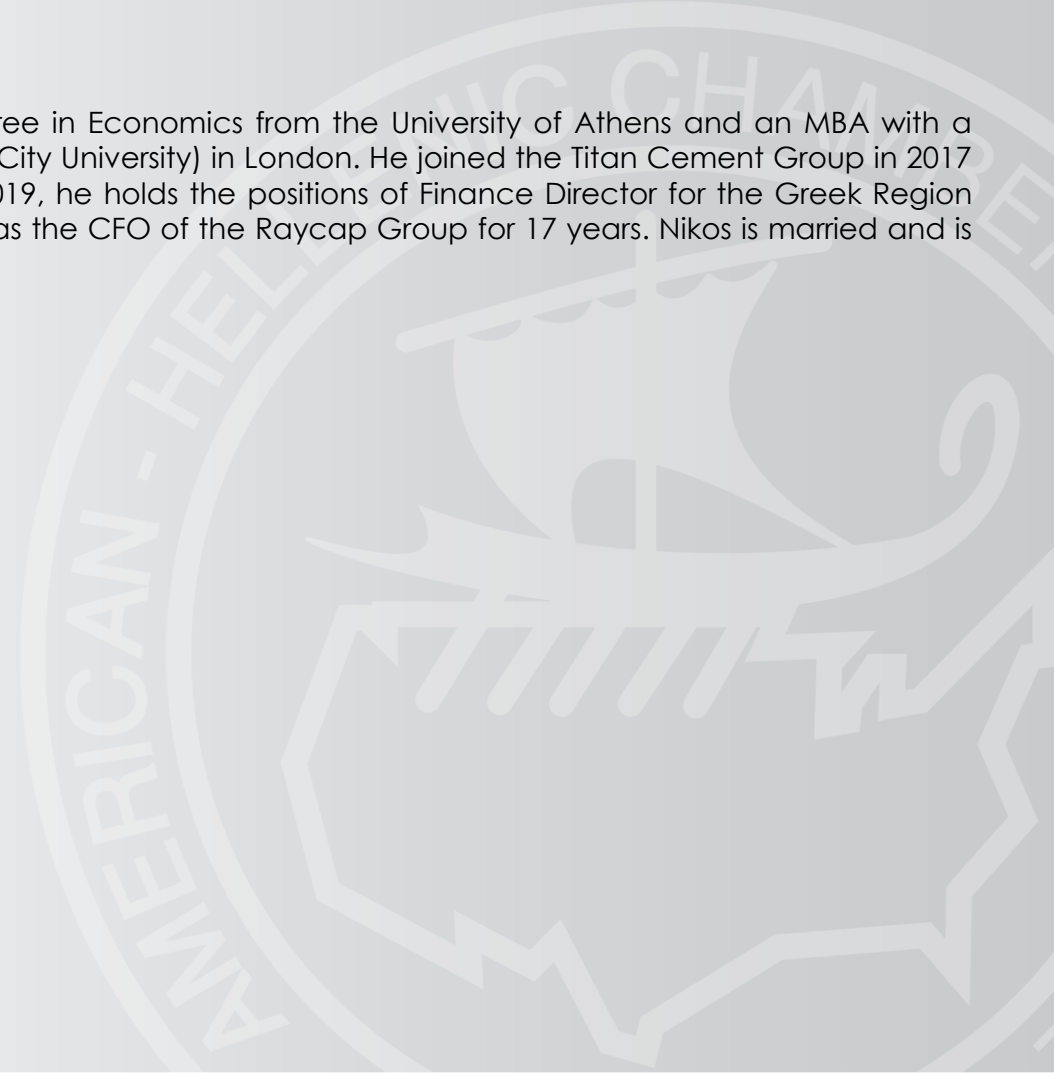 ree in Economics from the University of Athens and an MBA with a
City University) in London. He joined the Titan Cement Group in 2017
019, he holds the positions of Finance Director for the Greek Region
as the CFO of the Raycap Group for 17 years. Nikos is married and is
AMERICAN - HELLENIC CHAMBER